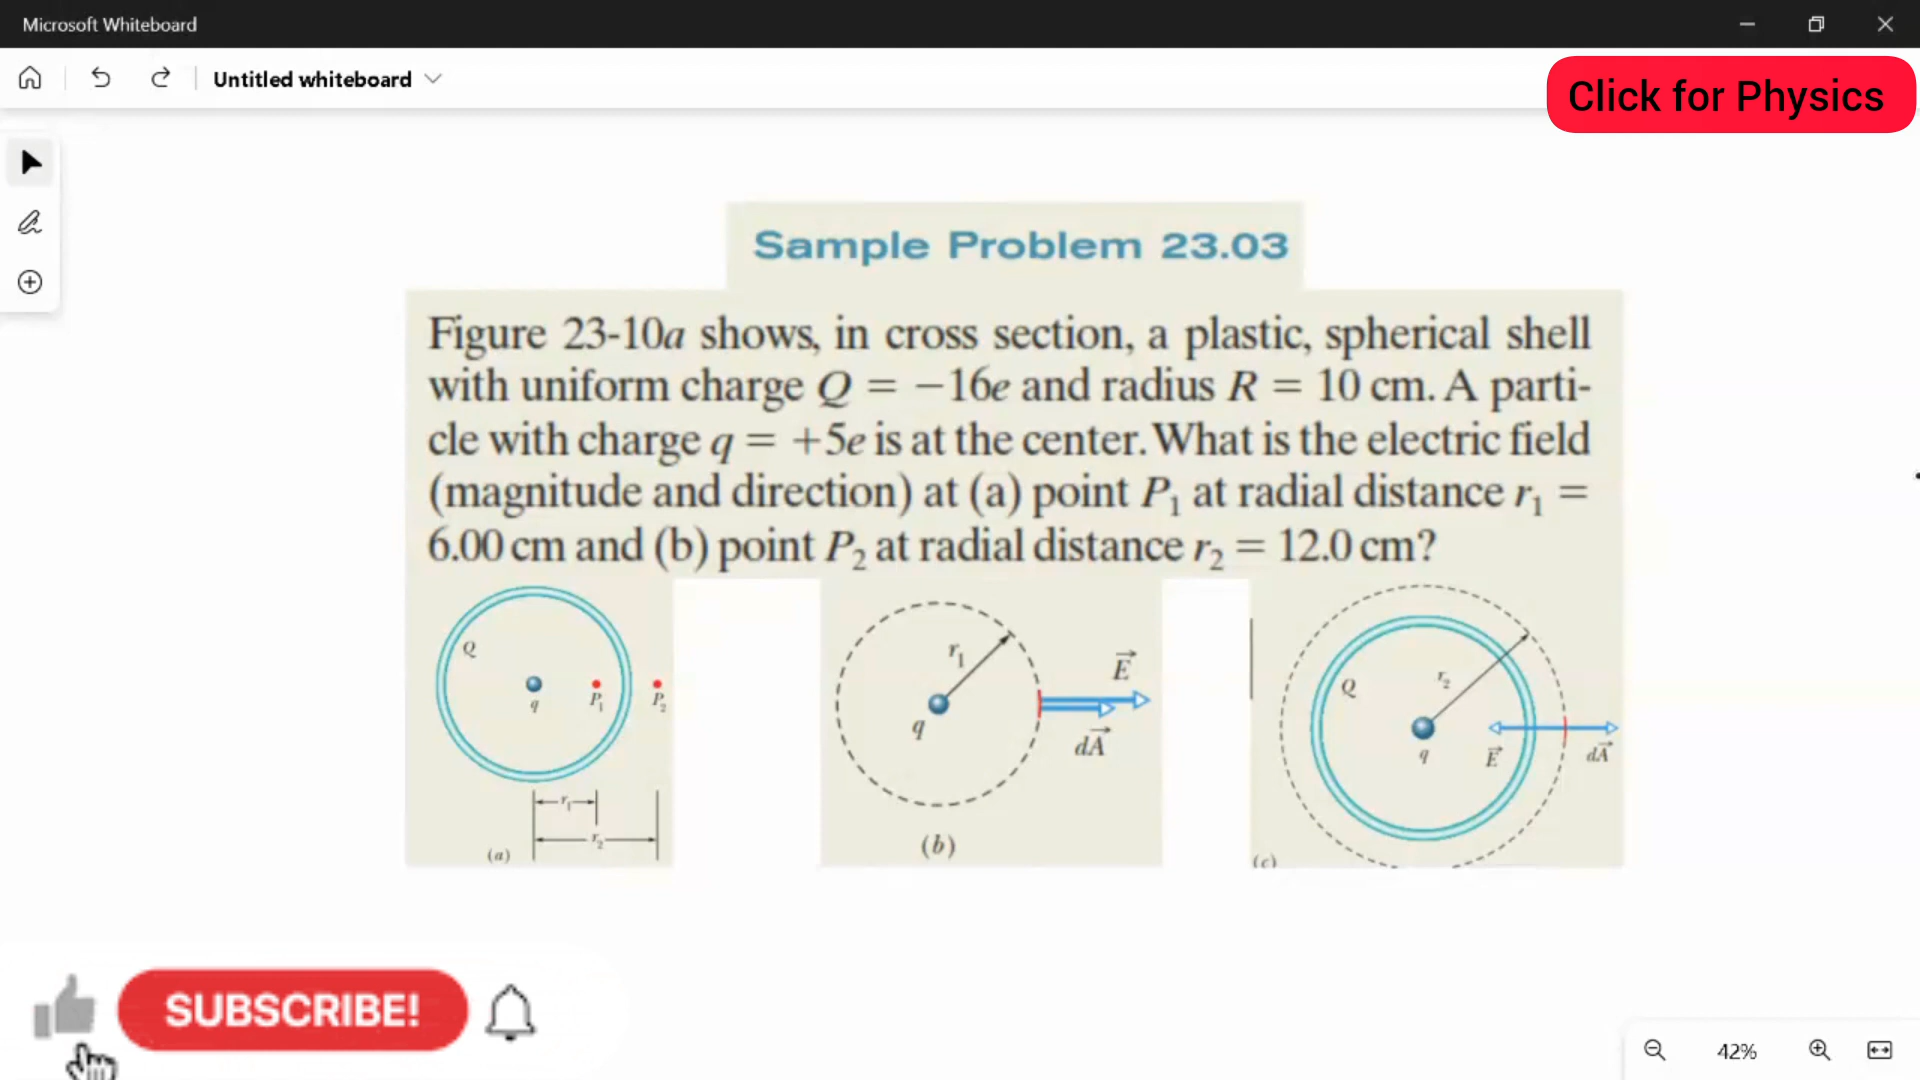 Microsoft Whiteboard
Untitled whiteboard
Click for Physics
Sample Problem 23.03
Figure 23-10a shows, in cross section, a plastic, spherical shell
with uniform charge Q = −16e and radius R = 10 cm. A parti-
cle with charge q = +5e is at the center. What is the electric field
(magnitude and direction) at (a) point P₁ at radial distance r₁ =
6.00 cm and (b) point P₂ at radial distance r₂ = 12.0 cm?
Q
q
P₁
P₂
r₁
r₂
(a)
r₁
E⃗
q
dA⃗
(b)
Q
r₂
q
E⃗
dA⃗
(c)
SUBSCRIBE!
42%